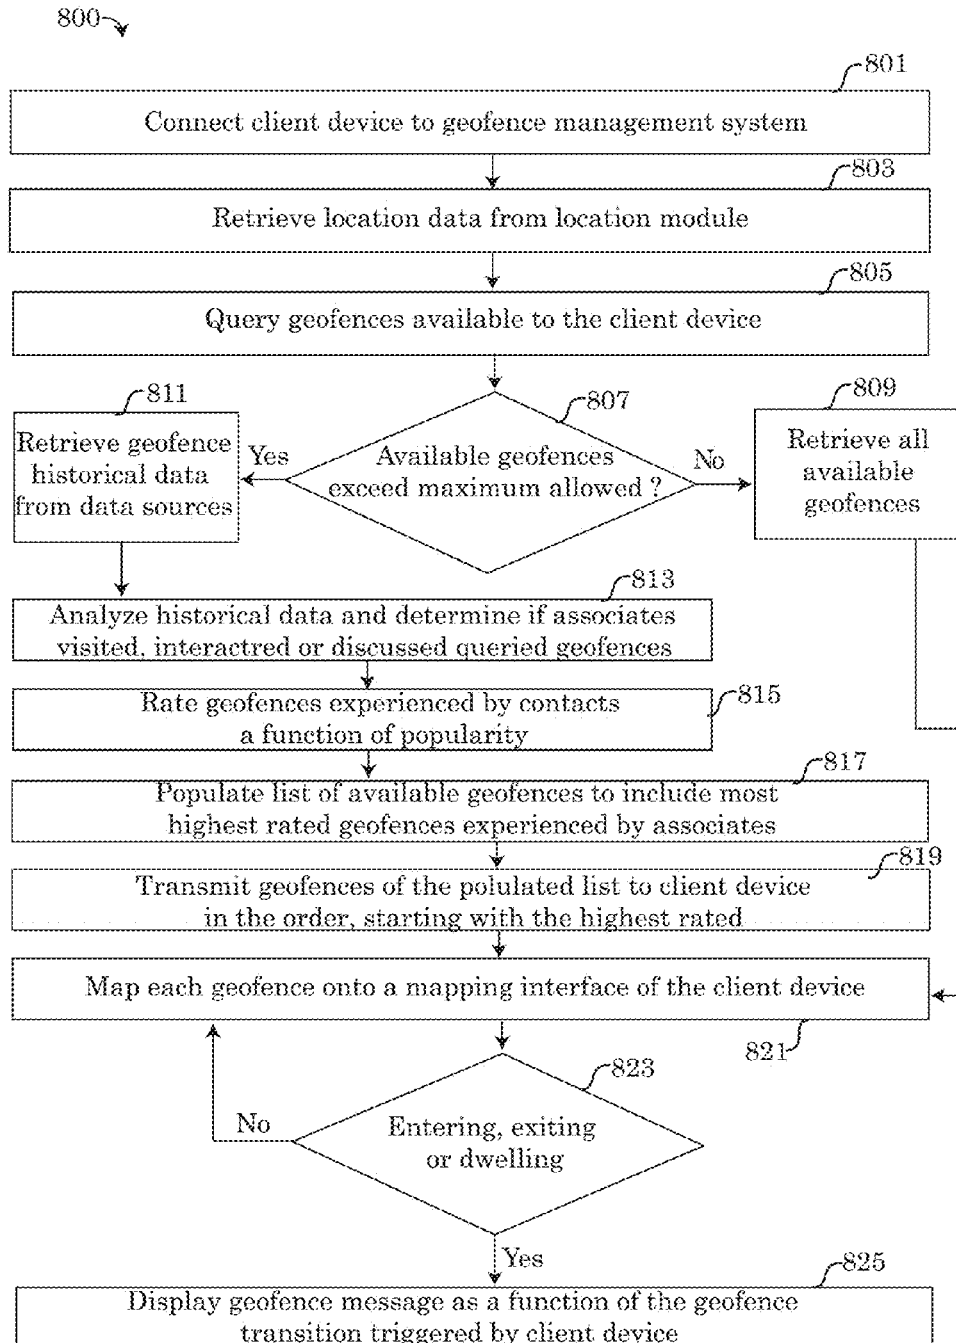 800
801
Connect client device to geofence management system
803
Retrieve location data from location module
805
Query geofences available to the client device
811
807
809
Retrieve geofence
historical data
from data sources
Yes
Available geofences
exceed maximum allowed ?
No
Retrieve all
available
geofences
813
Analyze historical data and determine if associates
visited, interactred or discussed queried geofences
815
Rate geofences experienced by contacts
a function of popularity
817
Populate list of available geofences to include most
highest rated geofences experienced by associates
819
Transmit geofences of the polulated list to client device
in the order, starting with the highest rated
Map each geofence onto a mapping interface of the client device
821
823
No
Entering, exiting
or dwelling
Yes
825
Display geofence message as a function of the geofence
transition triggered by client device